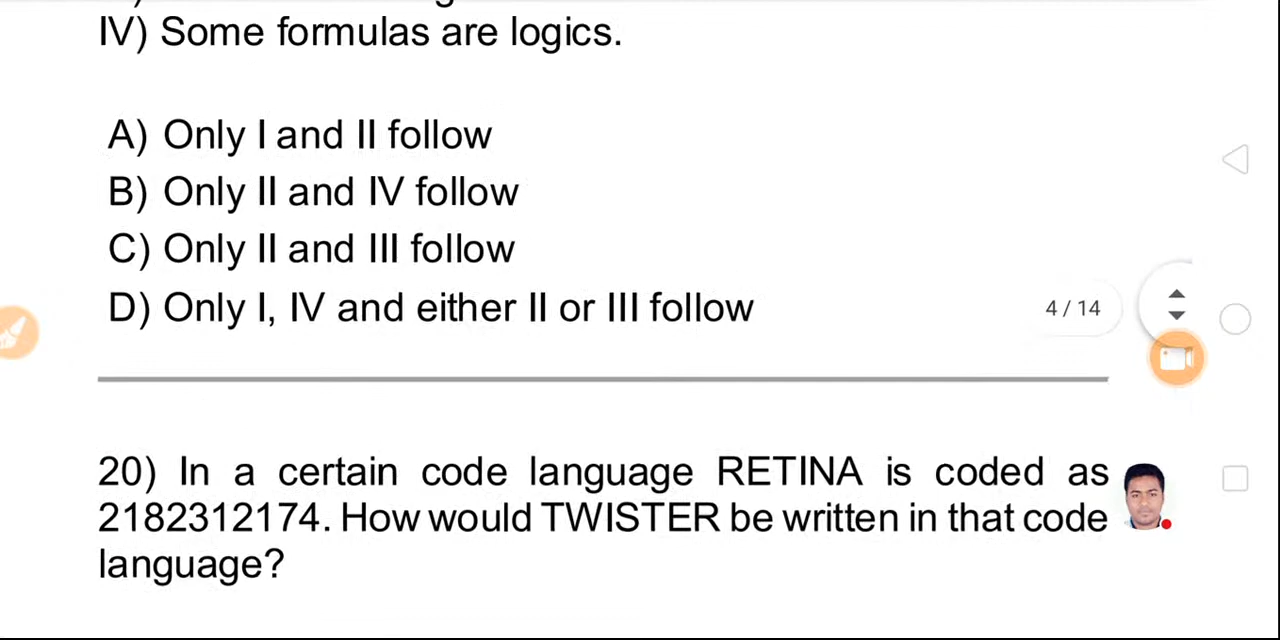 IV) Some formulas are logics.
A) Only I and II follow
B) Only II and IV follow
C) Only II and III follow
D) Only I, IV and either II or III follow
4 / 14
20) In a certain code language RETINA is coded as
2182312174. How would TWISTER be written in that code
language?